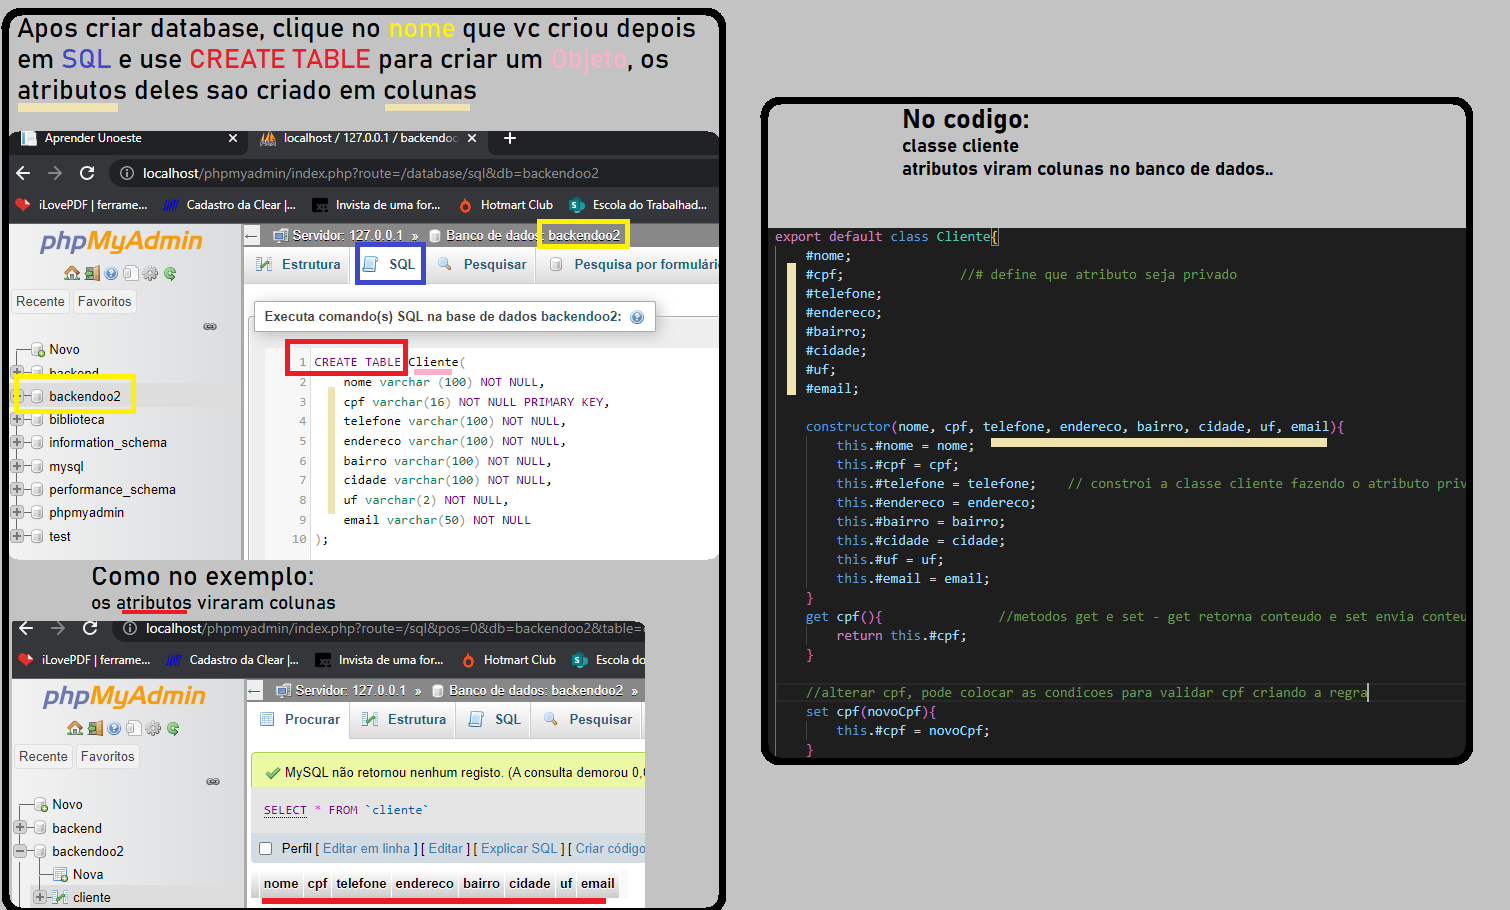 Apos criar database, clique no nome que vc criou depois
em SQL e use CREATE TABLE para criar um Objeto, os
atributos deles sao criado em colunas
Aprender Unoeste
localhost / 127.0.0.1 / backendoo
localhost/phpmyadmin/index.php?route=/database/sql&db=backendoo2
iLovePDF | ferrame... Cadastro da Clear |... Invista de uma for... Hotmart Club Escola do Trabalhad...
phpMyAdmin
Recente Favoritos
Novo
backend
backendoo2
biblioteca
information_schema
mysql
performance_schema
phpmyadmin
test
Servidor: 127.0.0.1 » Banco de dados: backendoo2
Estrutura SQL Pesquisar Pesquisa por formulário
Executa comando(s) SQL na base de dados backendoo2:
1 CREATE TABLE Cliente(
2 nome varchar (100) NOT NULL,
3 cpf varchar(16) NOT NULL PRIMARY KEY,
4 telefone varchar(100) NOT NULL,
5 endereco varchar(100) NOT NULL,
6 bairro varchar(100) NOT NULL,
7 cidade varchar(100) NOT NULL,
8 uf varchar(2) NOT NULL,
9 email varchar(50) NOT NULL
10 );
Como no exemplo:
os atributos viraram colunas
localhost/phpmyadmin/index.php?route=/sql&pos=0&db=backendoo2&table=
iLovePDF | ferrame... Cadastro da Clear |... Invista de uma for... Hotmart Club Escola do
phpMyAdmin
Recente Favoritos
Novo
backend
backendoo2
Nova
cliente
Servidor: 127.0.0.1 » Banco de dados: backendoo2 »
Procurar Estrutura SQL Pesquisar
MySQL não retornou nenhum registo. (A consulta demorou 0,
SELECT * FROM `cliente`
Perfil [ Editar em linha ] [ Editar ] [ Explicar SQL ] [ Criar código
nome cpf telefone endereco bairro cidade uf email
No codigo:
classe cliente
atributos viram colunas no banco de dados..
export default class Cliente{
#nome;
#cpf; //# define que atributo seja privado
#telefone;
#endereco;
#bairro;
#cidade;
#uf;
#email;
constructor(nome, cpf, telefone, endereco, bairro, cidade, uf, email){
this.#nome = nome;
this.#cpf = cpf;
this.#telefone = telefone; // constroi a classe cliente fazendo o atributo priv
this.#endereco = endereco;
this.#bairro = bairro;
this.#cidade = cidade;
this.#uf = uf;
this.#email = email;
}
get cpf(){ //metodos get e set - get retorna conteudo e set envia conteu
return this.#cpf;
}
//alterar cpf, pode colocar as condicoes para validar cpf criando a regra
set cpf(novoCpf){
this.#cpf = novoCpf;
}